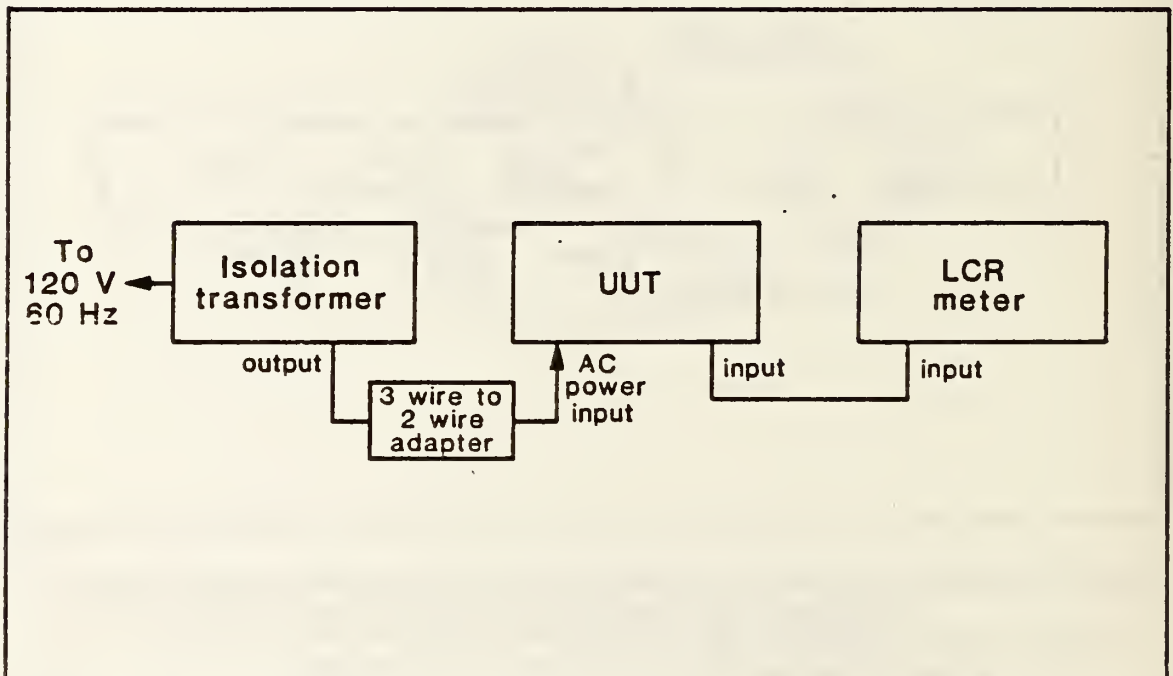 To
120 V
60 Hz
Isolation
transformer
output
3 wire to
2 wire
adapter
UUT
AC
power
input
input
LCR
meter
input